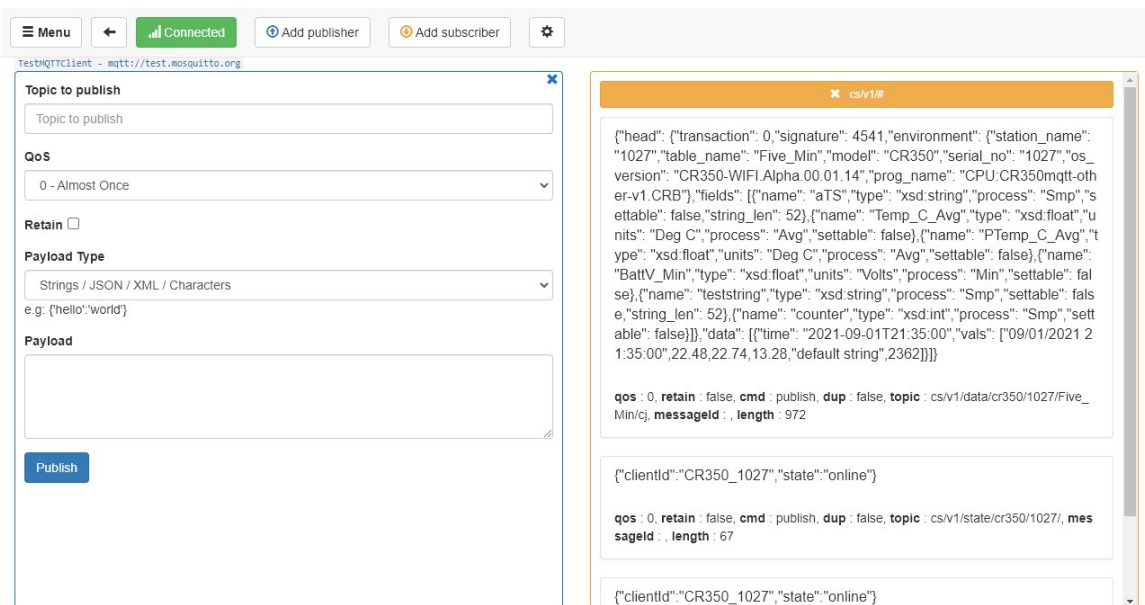 Menu
Connected
Add publisher
Add subscriber
TestMQTTClient - mqtt://test.mosquitto.org
Topic to publish
Topic to publish
QoS
0 - Almost Once
Retain
Payload Type
Strings / JSON / XML / Characters
e.g: {'hello':'world'}
Payload
Publish
cs/v1/#
{"head": {"transaction": 0,"signature": 4541,"environment": {"station_name":
"1027","table_name": "Five_Min","model": "CR350","serial_no": "1027","os_
version": "CR350-WIFI.Alpha.00.01.14","prog_name": "CPU:CR350mqtt-oth
er-v1.CRB"},"fields": [{"name": "aTS","type": "xsd:string","process": "Smp","s
ettable": false,"string_len": 52},{"name": "Temp_C_Avg","type": "xsd:float","u
nits": "Deg C","process": "Avg","settable": false},{"name": "PTemp_C_Avg","t
ype": "xsd:float","units": "Deg C","process": "Avg","settable": false},{"name":
"BattV_Min","type": "xsd:float","units": "Volts","process": "Min","settable": fal
se},{"name": "teststring","type": "xsd:string","process": "Smp","settable": fals
e,"string_len": 52},{"name": "counter","type": "xsd:int","process": "Smp","sett
able": false}]},"data": [{"time": "2021-09-01T21:35:00","vals": ["09/01/2021 2
1:35:00",22.48,22.74,13.28,"default string",2362]}]}
qos : 0, retain : false, cmd : publish, dup : false, topic : cs/v1/data/cr350/1027/Five_
Min/cj, messageId : , length : 972
{"clientId":"CR350_1027","state":"online"}
qos : 0, retain : false, cmd : publish, dup : false, topic : cs/v1/state/cr350/1027/, mes
sageId : , length : 67
{"clientId":"CR350_1027","state":"online"}